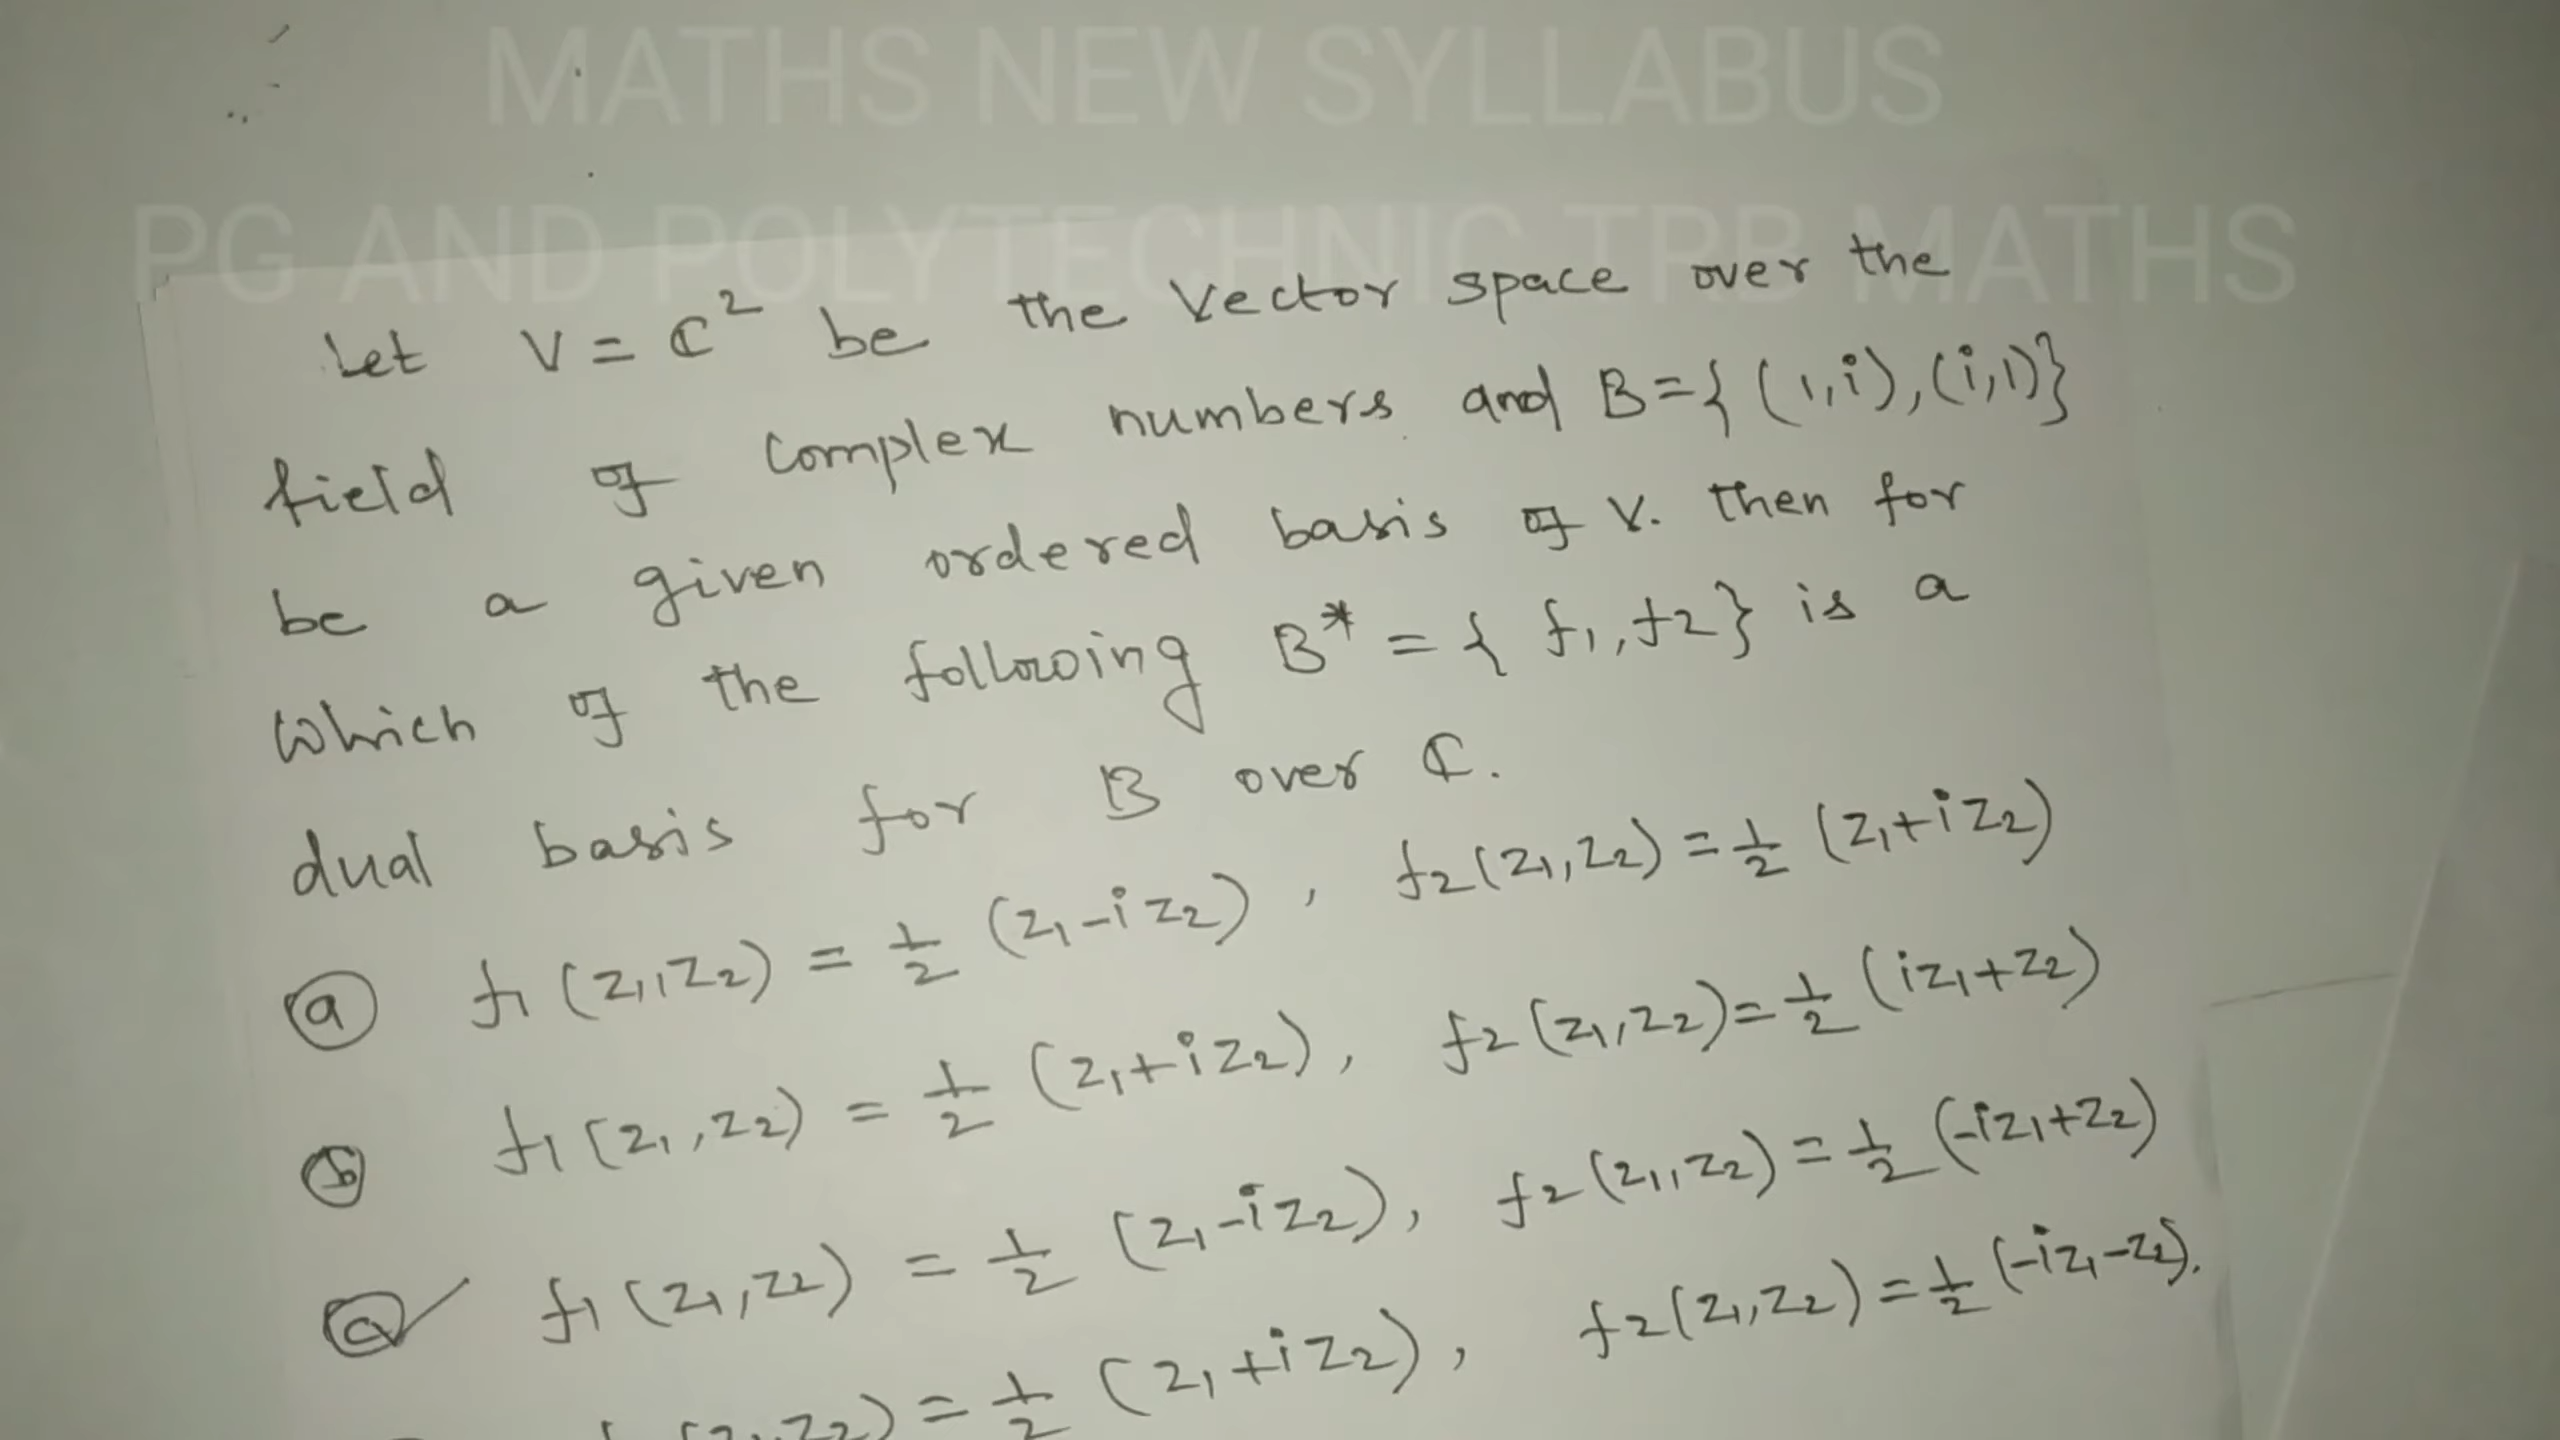 MATHS NEW SYLLABUS
PG AND POLYTECHNIC TRB MATHS
Let V = ℂ² be the vector space over the
field of complex numbers and B={(1,i),(i,1)}
be a given ordered basis of V. Then for
which of the following B* = {f₁,f₂} is a
dual basis for B over ℂ.
ⓐ f₁(z₁,z₂) = 1/2 (z₁-iz₂), f₂(z₁,z₂) = 1/2 (z₁+iz₂)
ⓑ f₁(z₁,z₂) = 1/2 (z₁+iz₂), f₂(z₁,z₂) = 1/2 (iz₁+z₂)
ⓒ✓ f₁(z₁,z₂) = 1/2 (z₁-iz₂), f₂(z₁,z₂) = 1/2 (-iz₁+z₂)
(z₁,z₂) = 1/2 (z₁+iz₂), f₂(z₁,z₂) = 1/2 (-iz₁-z₂).